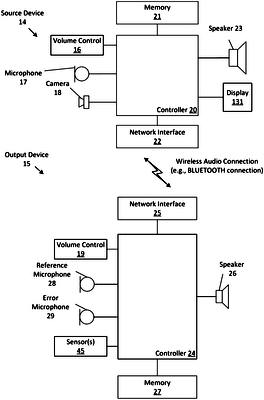 Source Device
14
Memory
21
Speaker 23
Volume Control
16
Microphone
17
Camera
18
Display
131
Controller 20
Network Interface
22
Output Device
15
Wireless Audio Connection
(e.g., BLUETOOTH connection)
Network Interface
25
Volume Control
19
Reference
Microphone
28
Speaker
26
Error
Microphone
29
Sensor(s)
45
Controller 24
Memory
27